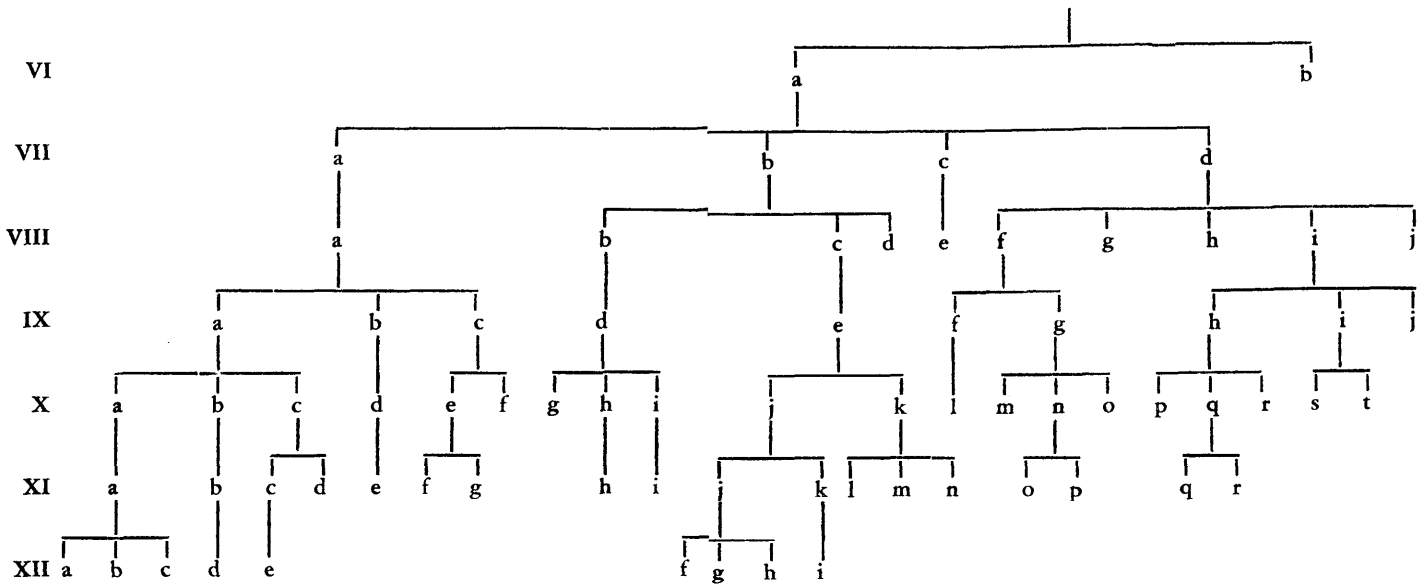 VI a b
VII a b c d
VIII a b c d e f g h i j
IX a b c d e f g h i j
X a b c d e f g h i j k l m n o p q r s t
XI a b c d e f g h i j k l m n o p q r
XII a b c d e f g h i